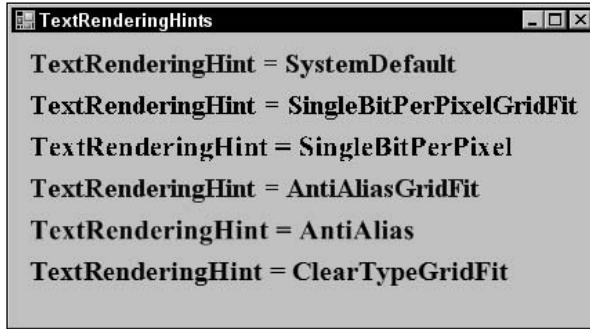 TextRenderingHints
TextRenderingHint = SystemDefault
TextRenderingHint = SingleBitPerPixelGridFit
TextRenderingHint = SingleBitPerPixel
TextRenderingHint = AntiAliasGridFit
TextRenderingHint = AntiAlias
TextRenderingHint = ClearTypeGridFit